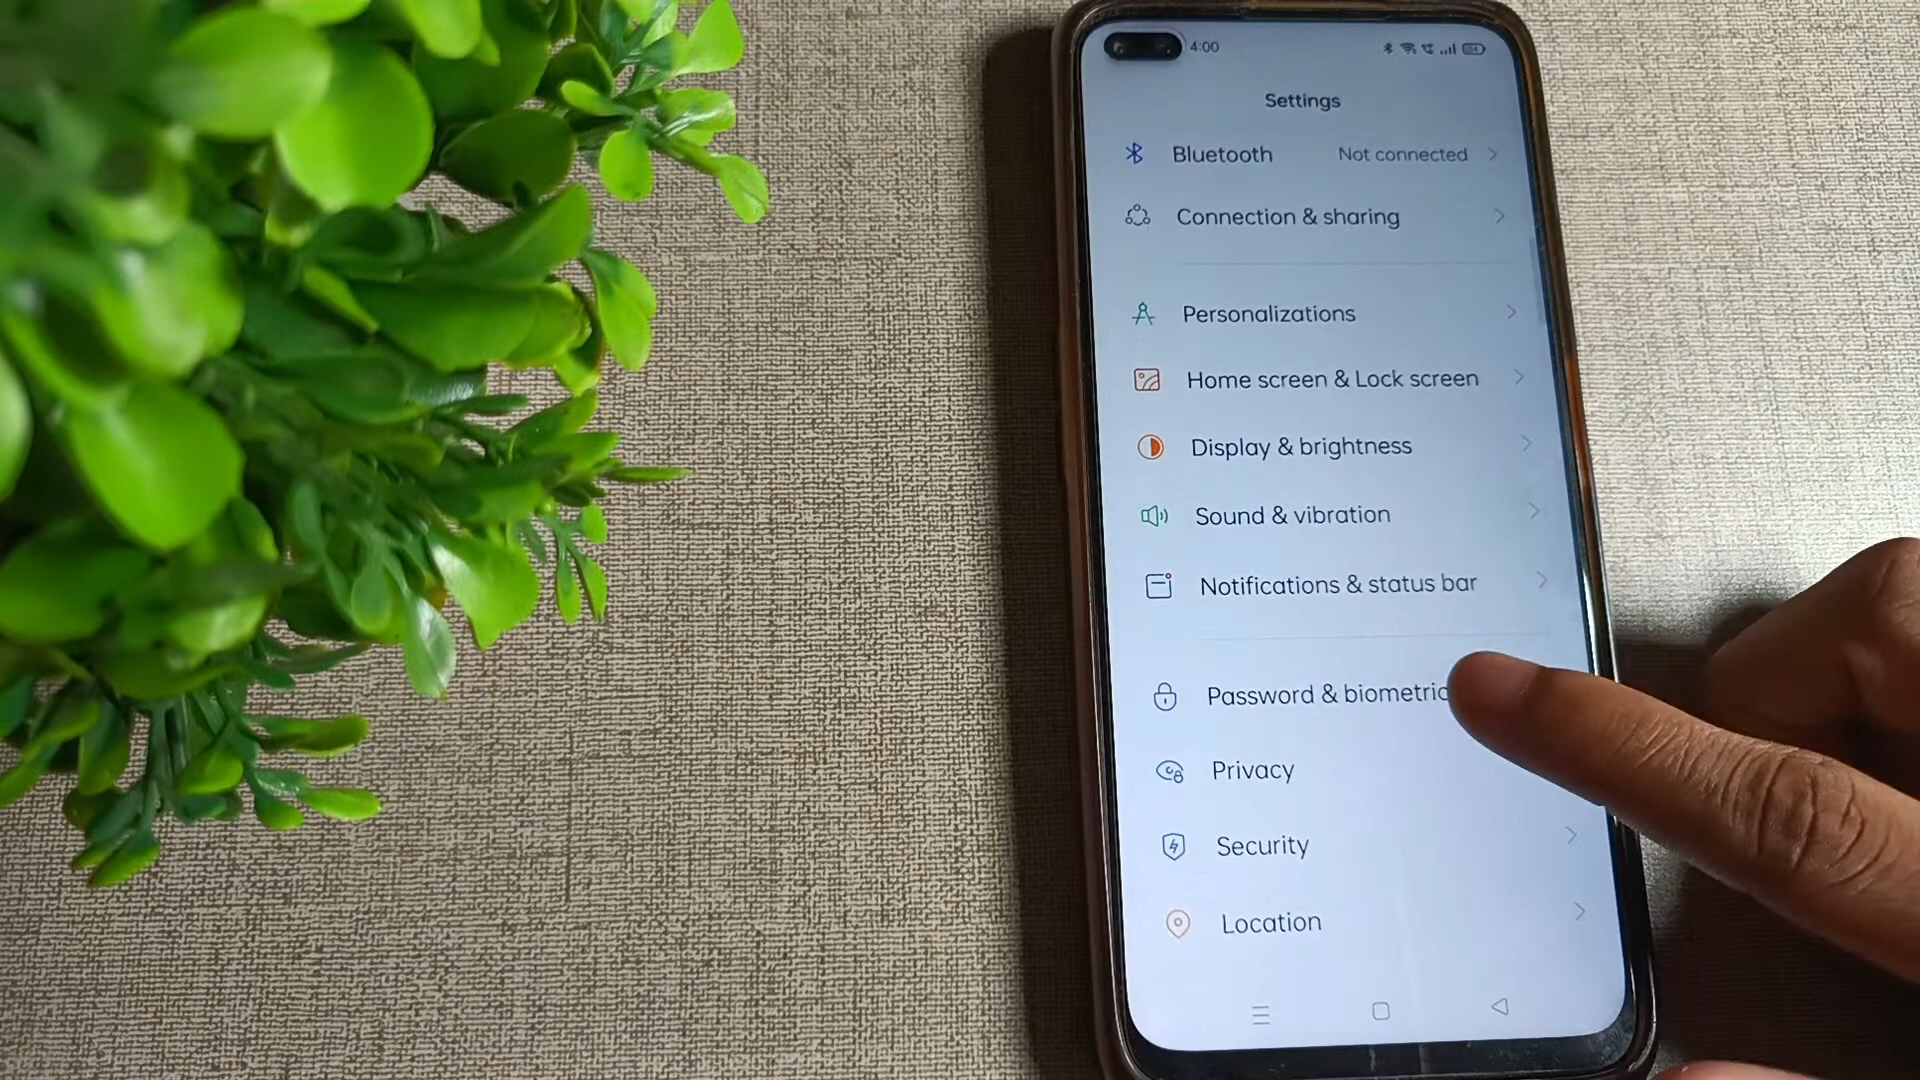 4:00
Settings
Bluetooth Not connected
Connection & sharing
Personalizations
Home screen & Lock screen
Display & brightness
Sound & vibration
Notifications & status bar
Password & biometric
Privacy
Security
Location